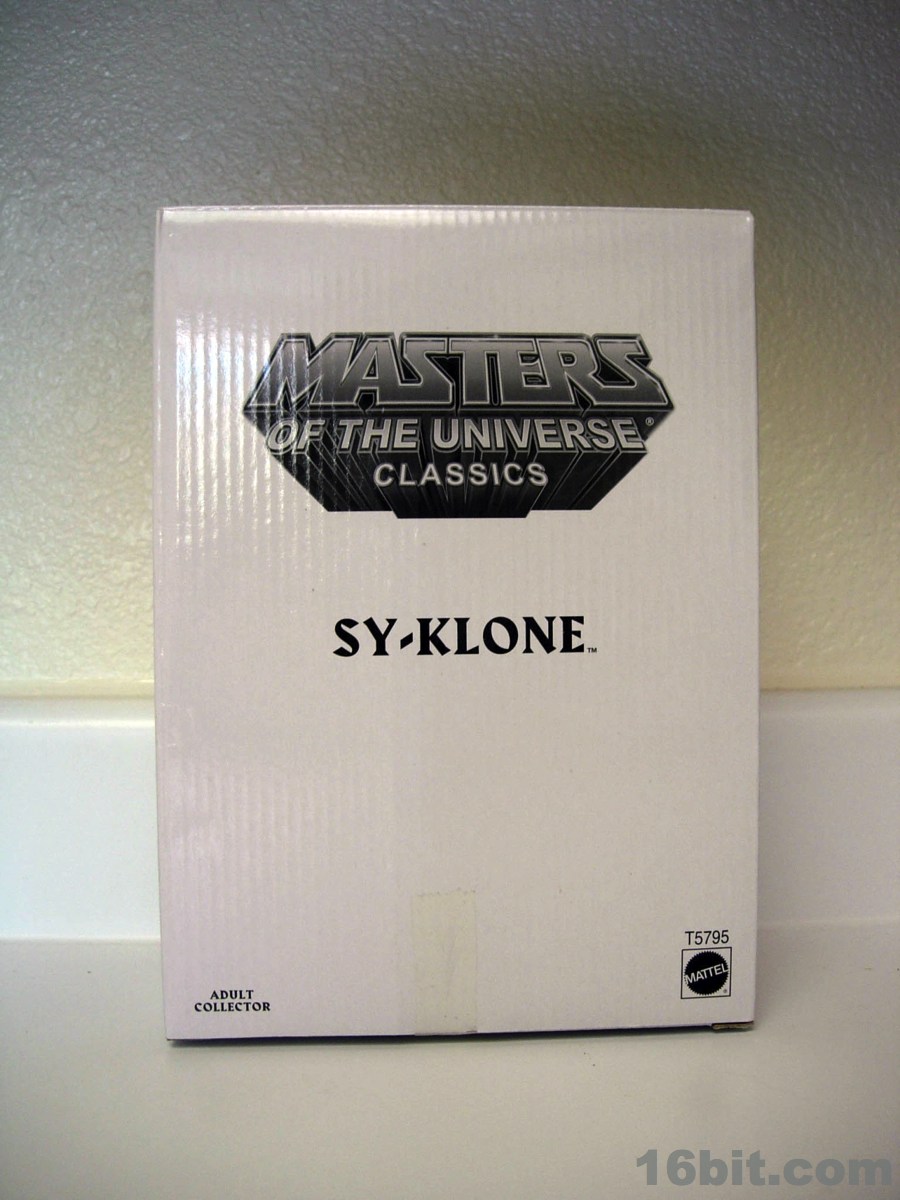 MASTERS
OF THE UNIVERSE®
CLASSICS
SY-KLONE™
T5795
MATTEL
®
ADULT
COLLECTOR
16bit.com